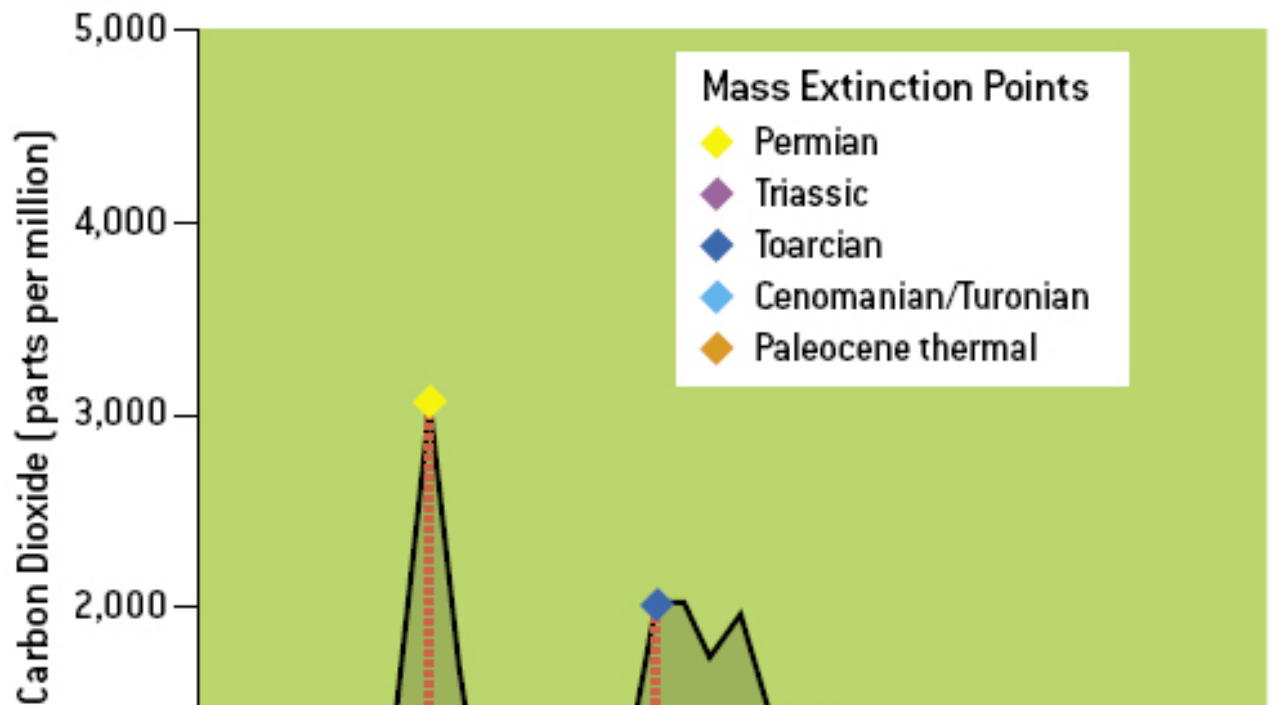 5,000
4,000
3,000
2,000
Carbon Dioxide (parts per million)
Mass Extinction Points
Permian
Triassic
Toarcian
Cenomanian/Turonian
Paleocene thermal